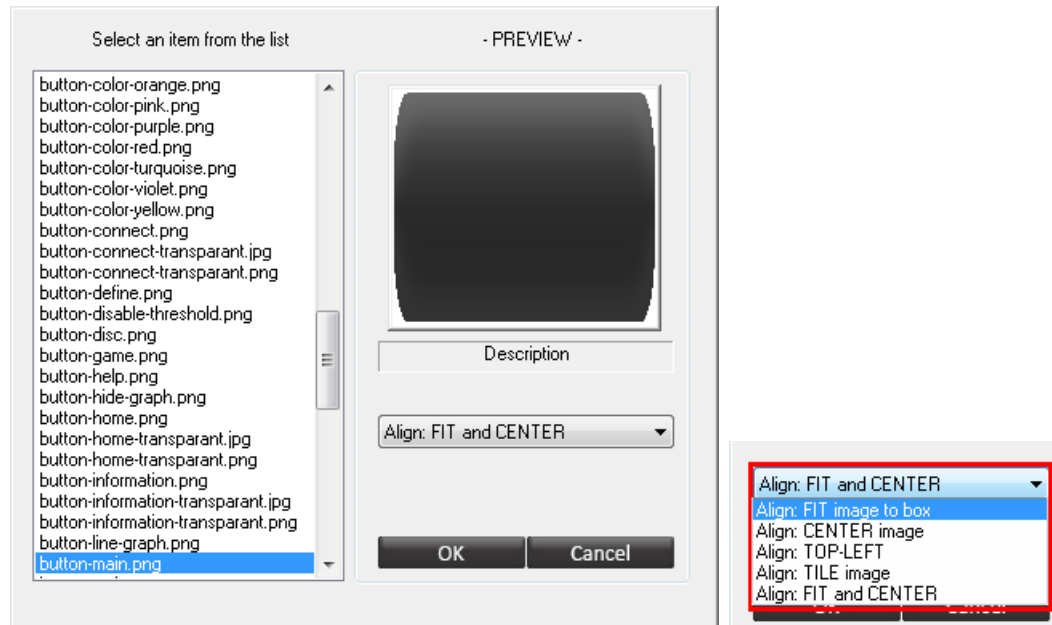 Select an item from the list
- PREVIEW -
button-color-orange.png
button-color-pink.png
button-color-purple.png
button-color-red.png
button-color-turquoise.png
button-color-violet.png
button-color-yellow.png
button-connect.png
button-connect-transparant.jpg
button-connect-transparant.png
button-define.png
button-disable-threshold.png
button-disc.png
button-game.png
button-help.png
button-hide-graph.png
button-home.png
button-home-transparant.jpg
button-home-transparant.png
button-information.png
button-information-transparant.jpg
button-information-transparant.png
button-line-graph.png
button-main.png
Description
Align: FIT and CENTER
OK
Cancel
Align: FIT and CENTER
Align: FIT image to box
Align: CENTER image
Align: TOP-LEFT
Align: TILE image
Align: FIT and CENTER